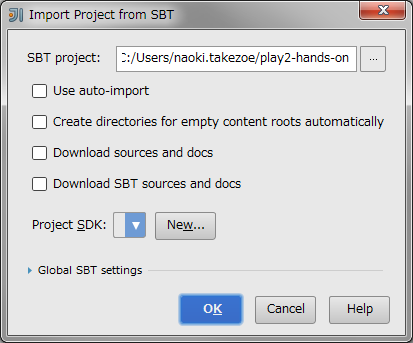 Import Project from SBT
SBT project: C:/Users/naoki.takezoe/play2-hands-on ...
Use auto-import
Create directories for empty content roots automatically
Download sources and docs
Download SBT sources and docs
Project SDK: New...
Global SBT settings
OK Cancel Help